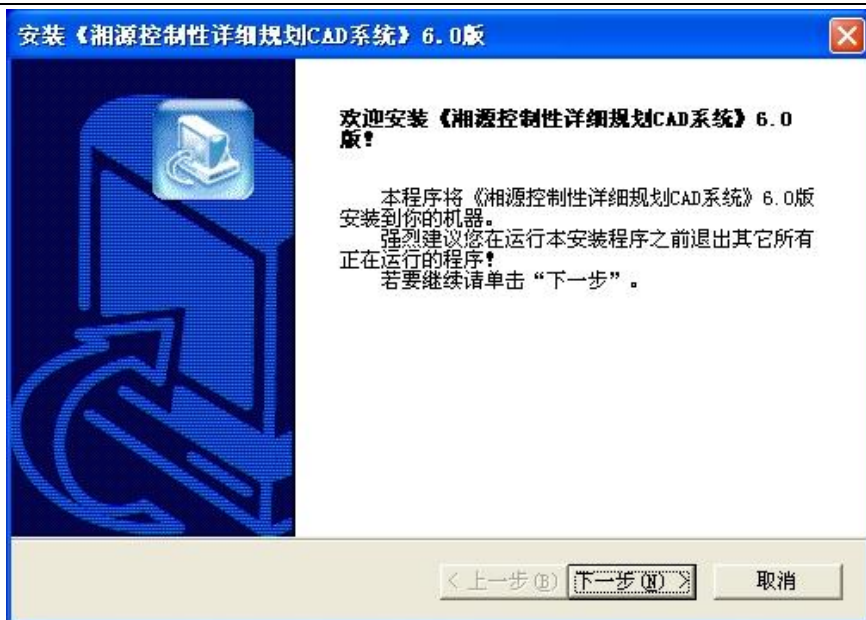 安装《湘源控制性详细规划CAD系统》6.0版
欢迎安装《湘源控制性详细规划CAD系统》6.0
版!
本程序将《湘源控制性详细规划CAD系统》6.0版
安装到你的机器。
强烈建议您在运行本安装程序之前退出其它所有
正在运行的程序!
若要继续请单击“下一步”。
< 上一步(B)
下一步(N) >
取消